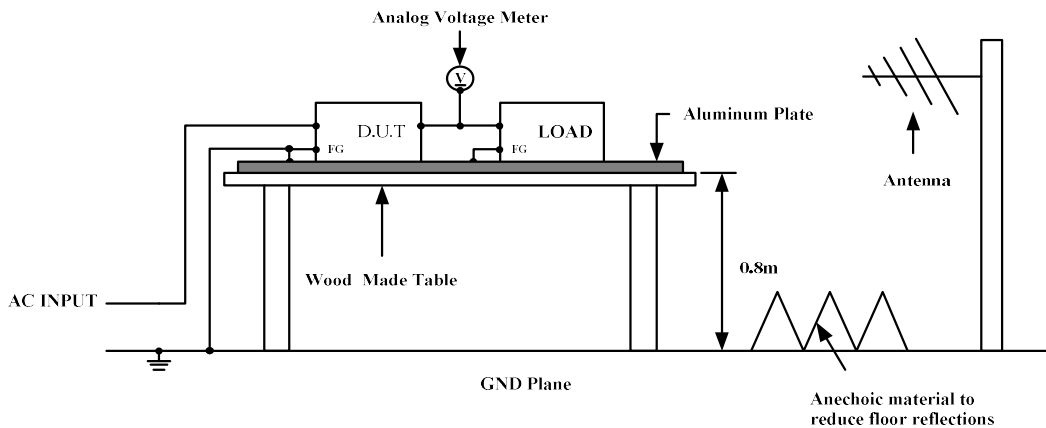 Analog Voltage Meter
V
D.U.T
LOAD
FG
FG
Aluminum Plate
Antenna
Wood Made Table
0.8m
AC INPUT
GND Plane
Anechoic material to
reduce floor reflections